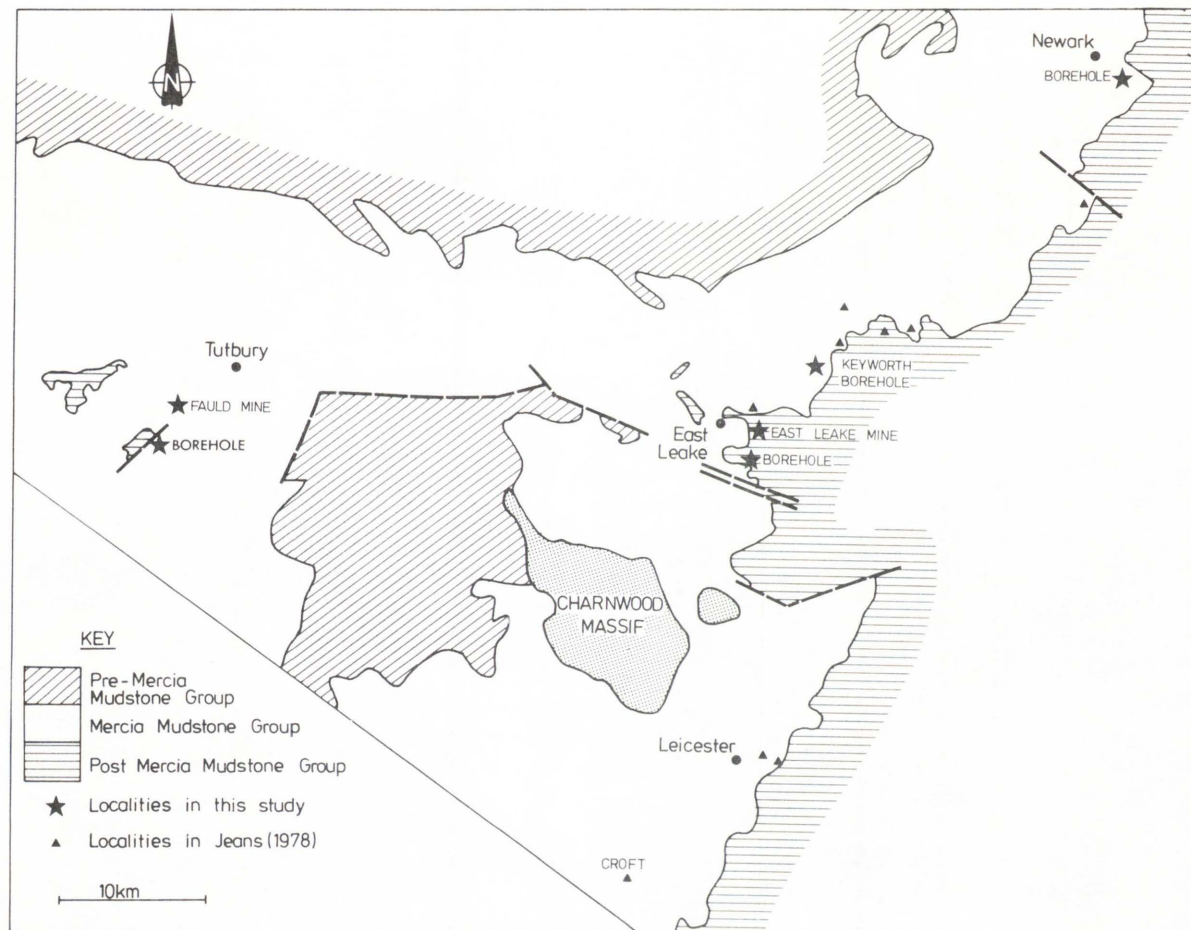 N
Newark
BOREHOLE
Tutbury
FAULD MINE
BOREHOLE
KEYWORTH
BOREHOLE
East
Leake
EAST LEAKE MINE
BOREHOLE
CHARNWOOD
MASSIF
Leicester
CROFT
KEY
Pre-Mercia
Mudstone Group
Mercia Mudstone Group
Post Mercia Mudstone Group
Localities in this study
Localities in Jeans (1978)
10km